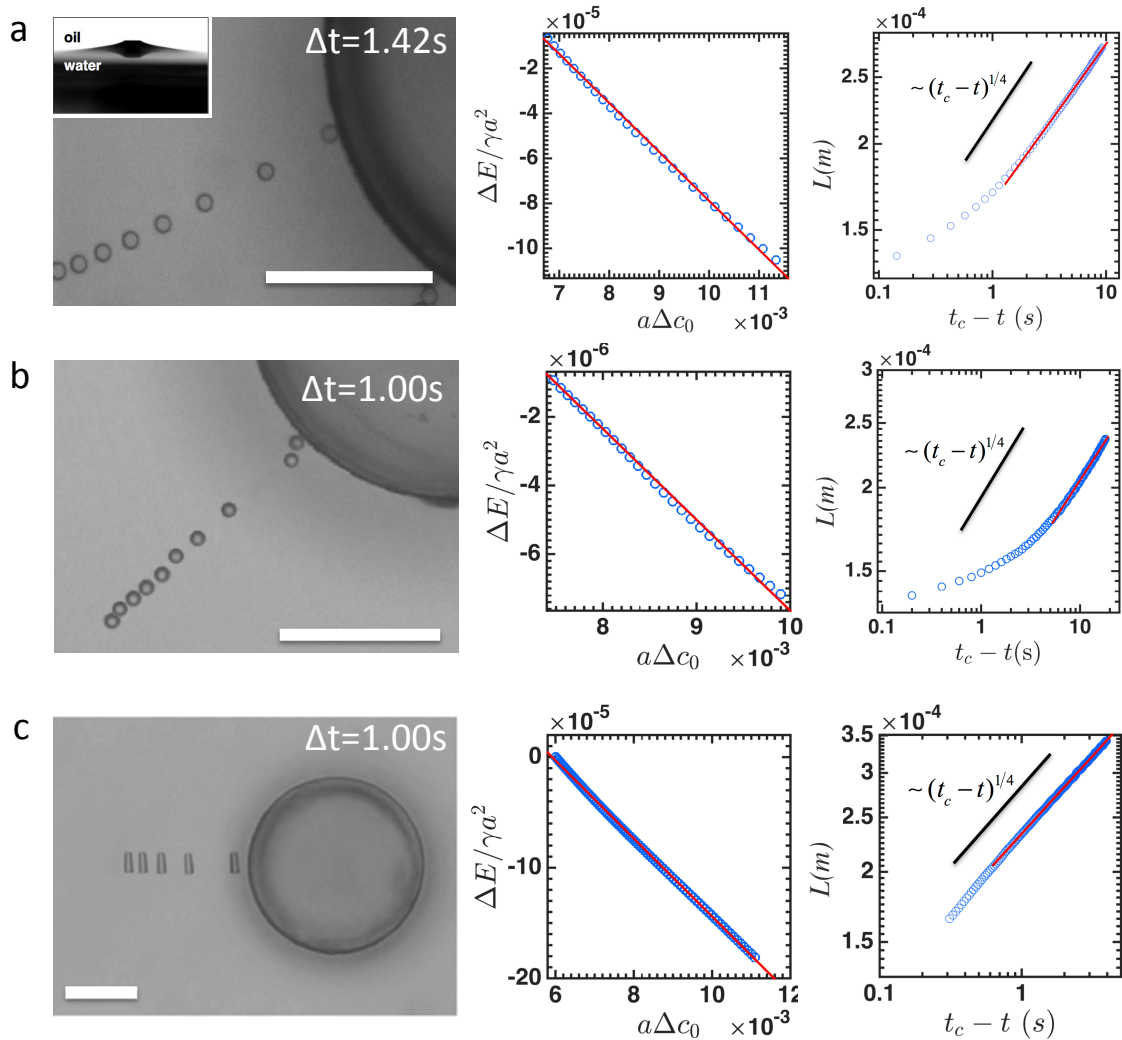 a
oil
water
Δt=1.42s
×10⁻⁵
-2
-4
-6
-8
-10
ΔE/γa²
7
8
9
10
11
aΔc₀
×10⁻³
×10⁻⁴
2.5
2
1.5
L(m)
~(t_c − t)^{1/4}
0.1
1
10
t_c − t (s)
b
Δt=1.00s
×10⁻⁶
-2
-4
-6
ΔE/γa²
8
9
10
aΔc₀
×10⁻³
×10⁻⁴
3
2.5
2
1.5
L(m)
~(t_c − t)^{1/4}
0.1
1
10
t_c − t(s)
c
Δt=1.00s
×10⁻⁵
0
-10
-20
ΔE/γa²
6
8
10
12
aΔc₀
×10⁻³
×10⁻⁴
3.5
3
2.5
2
1.5
L(m)
~(t_c − t)^{1/4}
0.1
1
t_c − t (s)